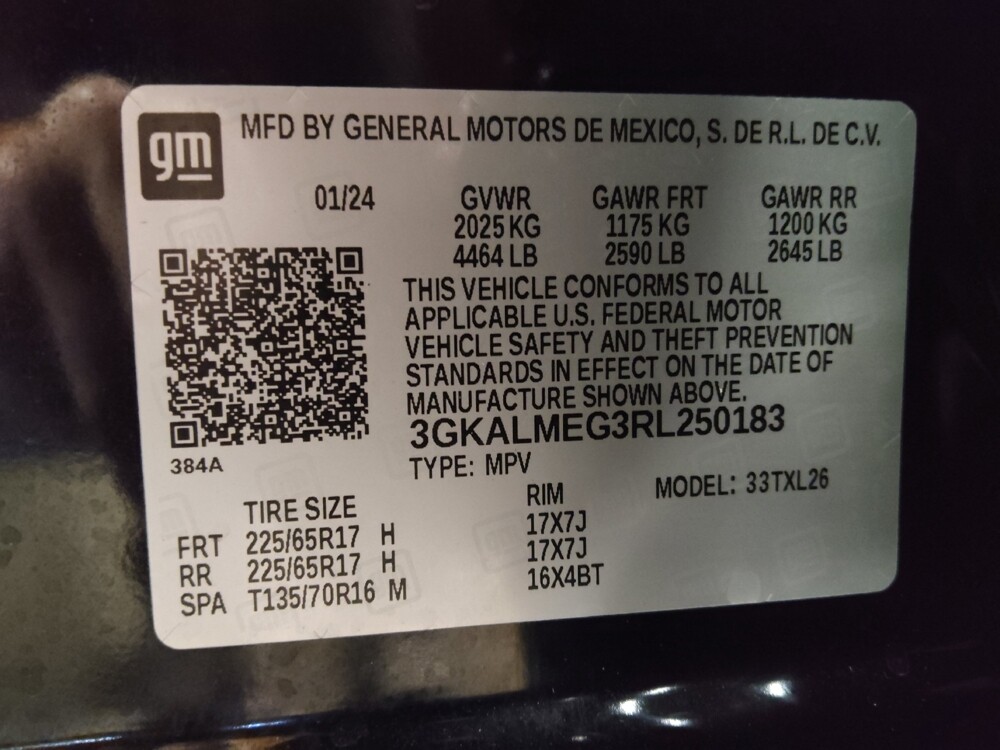 gm MFD BY GENERAL MOTORS DE MEXICO, S. DE R.L. DE C.V.
01/24 GVWR GAWR FRT GAWR RR
2025 KG 1175 KG 1200 KG
4464 LB 2590 LB 2645 LB
THIS VEHICLE CONFORMS TO ALL
APPLICABLE U.S. FEDERAL MOTOR
VEHICLE SAFETY AND THEFT PREVENTION
STANDARDS IN EFFECT ON THE DATE OF
MANUFACTURE SHOWN ABOVE.
3GKALMEG3RL250183
384A
TYPE: MPV
MODEL: 33TXL26
TIRE SIZE RIM
FRT 225/65R17 H 17X7J
RR 225/65R17 H 17X7J
SPA T135/70R16 M 16X4BT